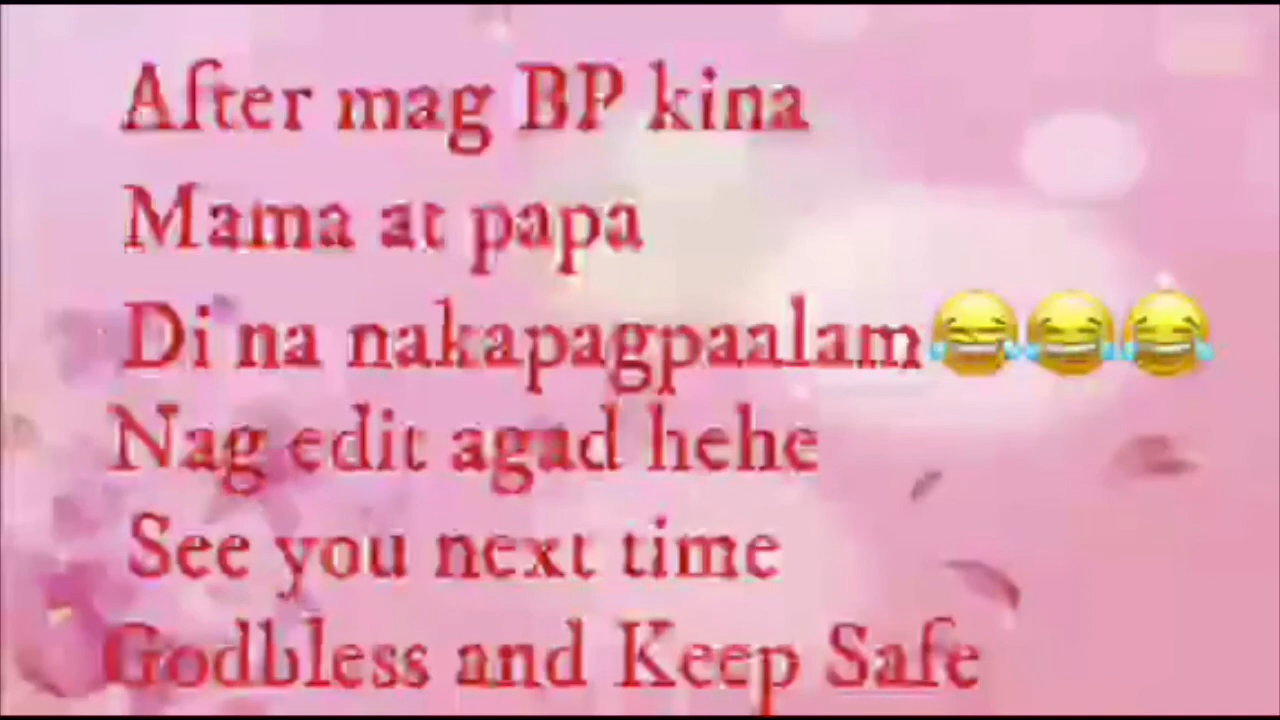 After mag BP kina
Mama at papa
Di na nakapagpaalam😂😂😂
Nag edit agad hehe
See you next time
Godbless and Keep Safe